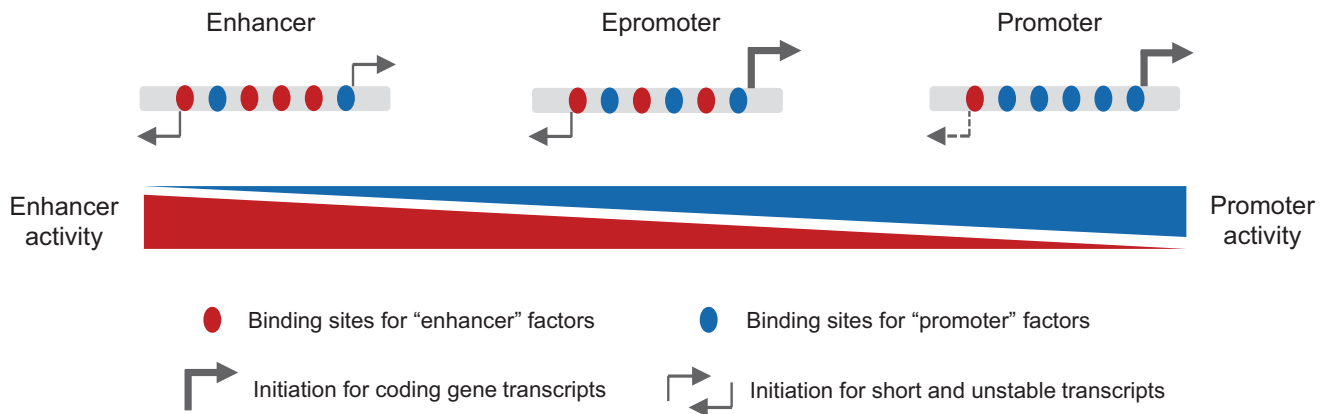 Enhancer
Epromoter
Promoter
Enhancer
activity
Promoter
activity
Binding sites for “enhancer” factors
Binding sites for “promoter” factors
Initiation for coding gene transcripts
Initiation for short and unstable transcripts